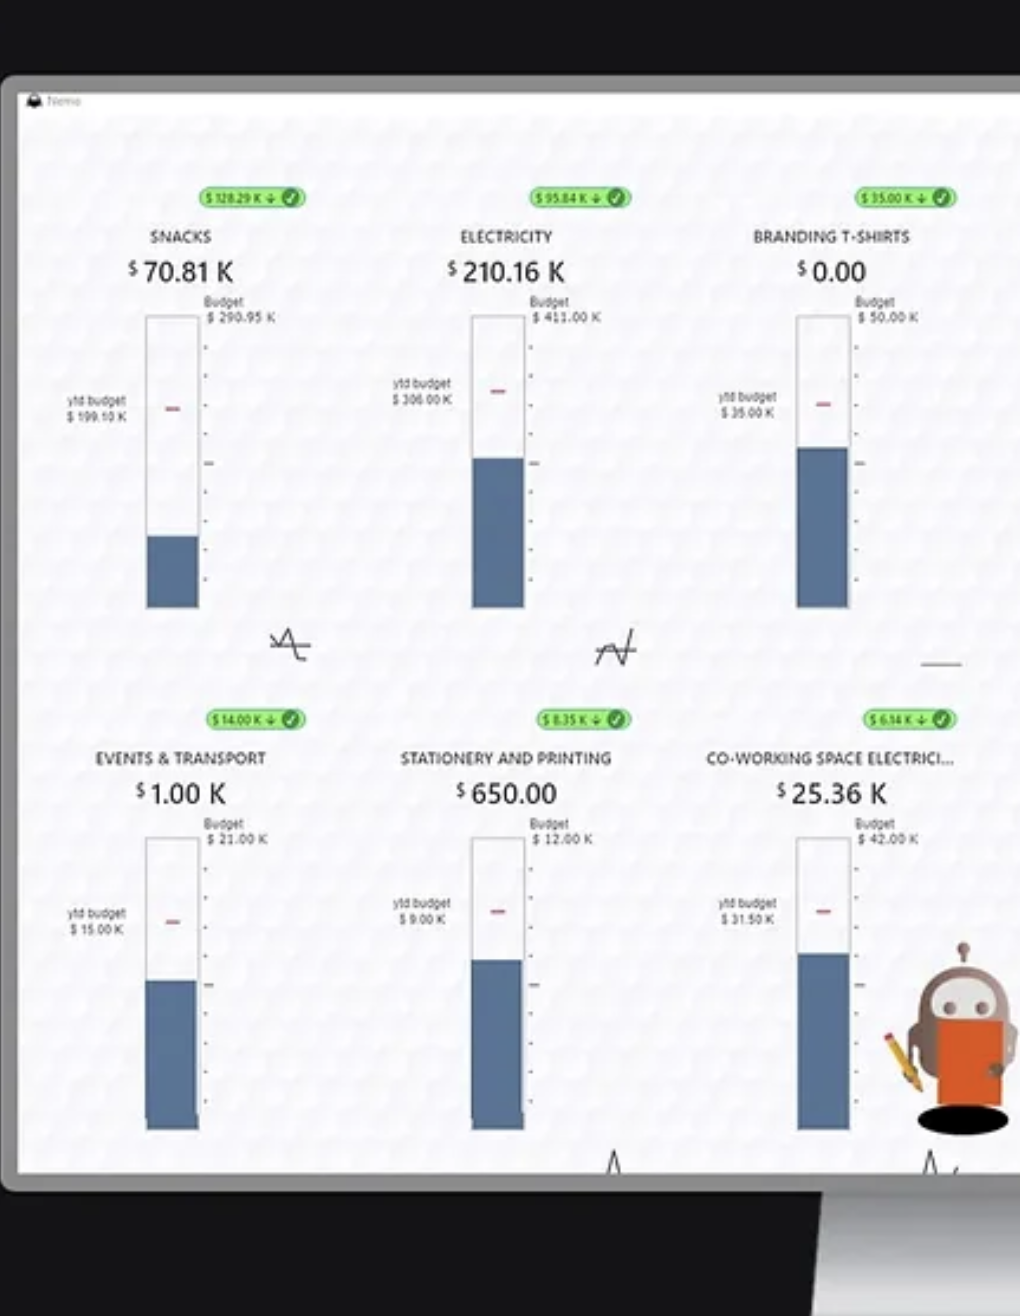 Nemo
$ 128.29 K ↓
SNACKS
$ 70.81 K
Budget
$ 290.95 K
ytd budget
$ 199.10 K
$ 95.84 K ↓
ELECTRICITY
$ 210.16 K
Budget
$ 411.00 K
ytd budget
$ 306.00 K
$ 35.00 K ↓
BRANDING T-SHIRTS
$ 0.00
Budget
$ 50.00 K
ytd budget
$ 35.00 K
$ 14.00 K ↓
EVENTS & TRANSPORT
$ 1.00 K
Budget
$ 21.00 K
ytd budget
$ 15.00 K
$ 8.35 K ↓
STATIONERY AND PRINTING
$ 650.00
Budget
$ 12.00 K
ytd budget
$ 9.00 K
$ 6.14 K ↓
CO-WORKING SPACE ELECTRICI...
$ 25.36 K
Budget
$ 42.00 K
ytd budget
$ 31.50 K